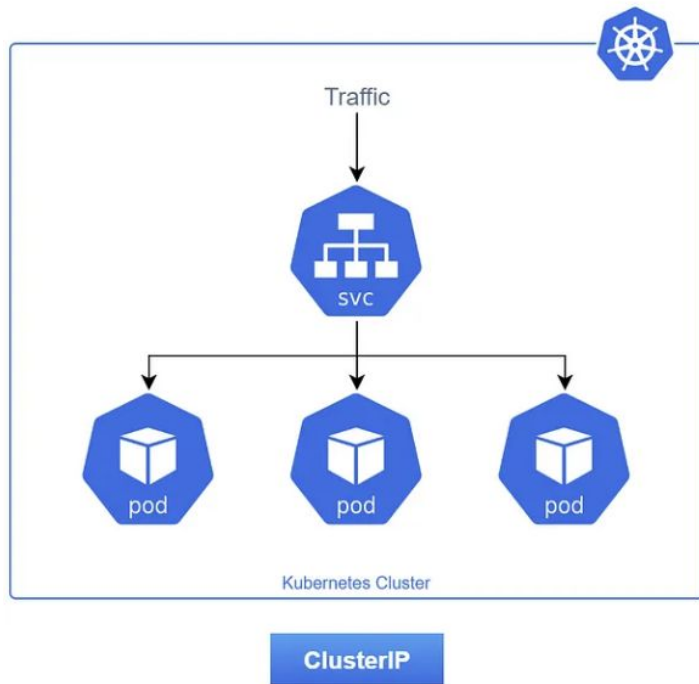 Traffic
svc
pod
pod
pod
Kubernetes Cluster
ClusterIP